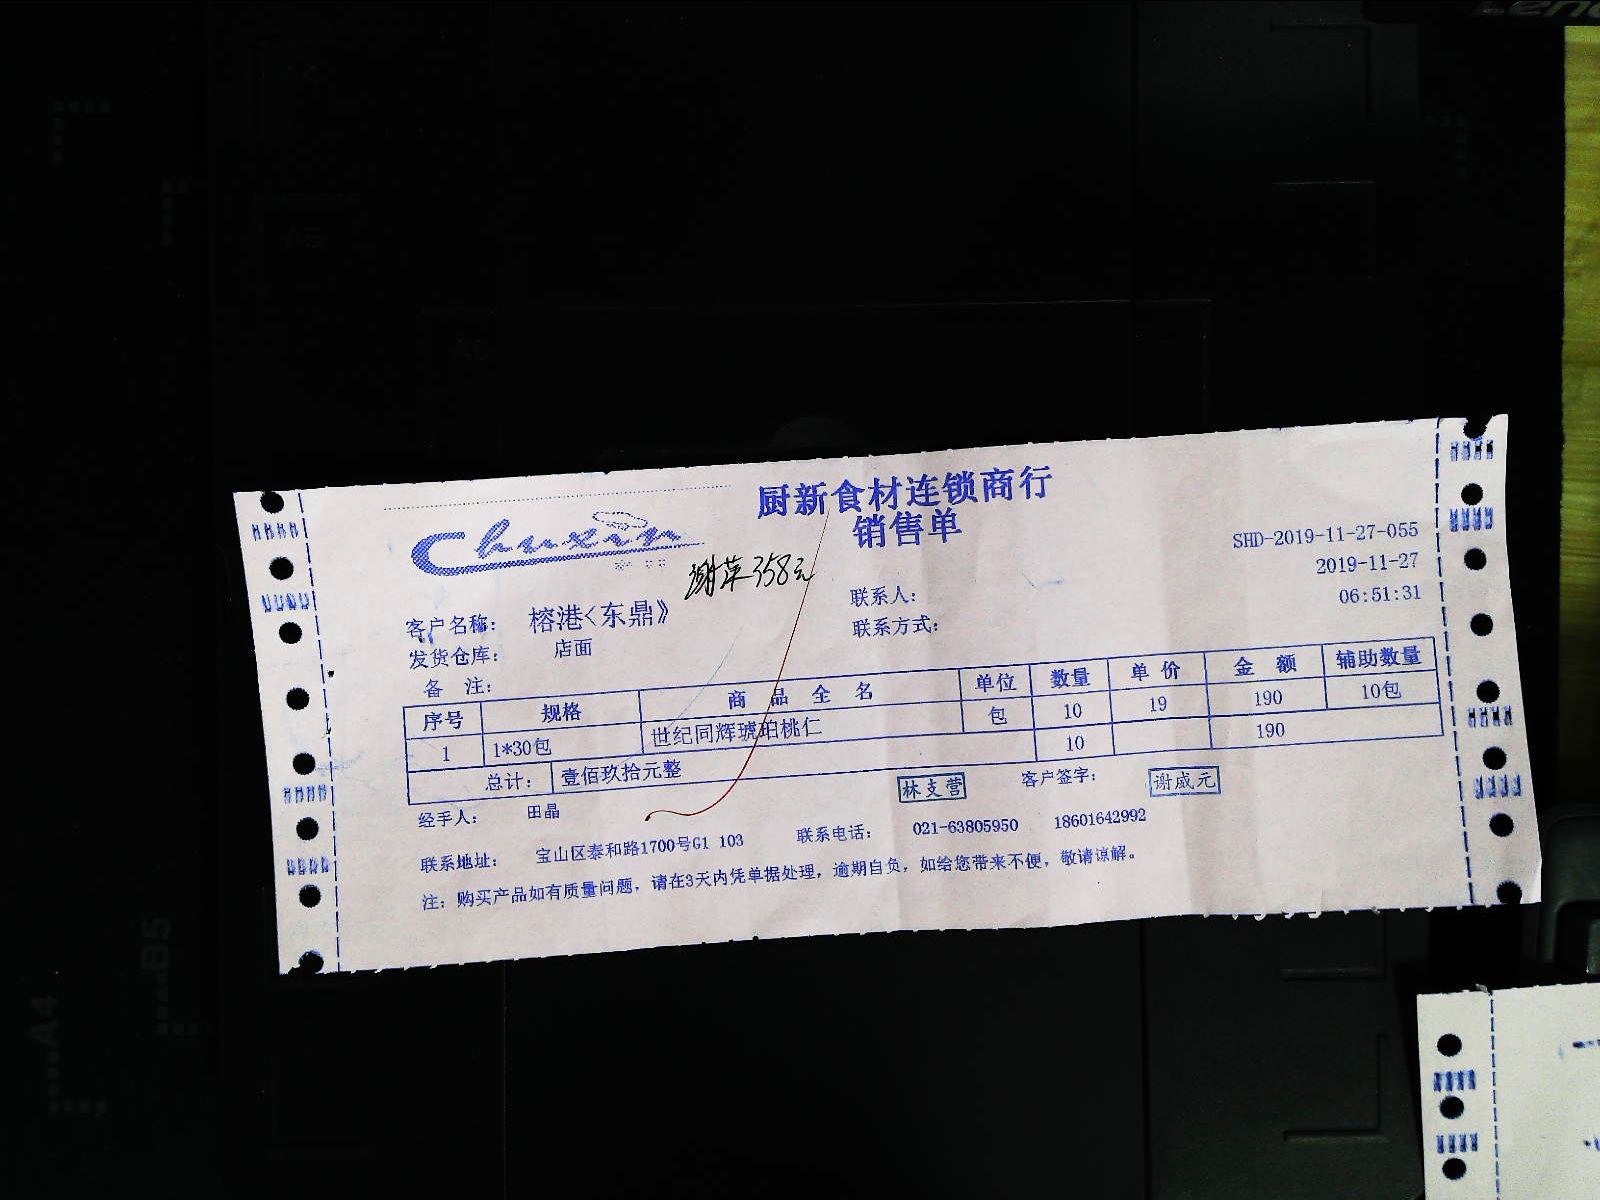 Lenovo
厨新食材连锁商行
销售单
Chuxin
谢苹358元
SHD-2019-11-27-055
2019-11-27
06:51:31
客户名称: 榕港<东鼎》
联系人:
发货仓库: 店面
联系方式:
备 注:
序号 规格 商 品 全 名 单位 数量 单 价 金 额 辅助数量
1 1*30包 世纪同辉琥珀桃仁 包 10 19 190 10包
总计: 壹佰玖拾元整 10 190
经手人: 田晶 林支营 客户签字: 谢威元
联系地址: 宝山区泰和路1700号G1 103 联系电话: 021-63805950 18601642992
注: 购买产品如有质量问题, 请在3天内凭单据处理, 逾期自负, 如给您带来不便, 敬请谅解。
B5
A4